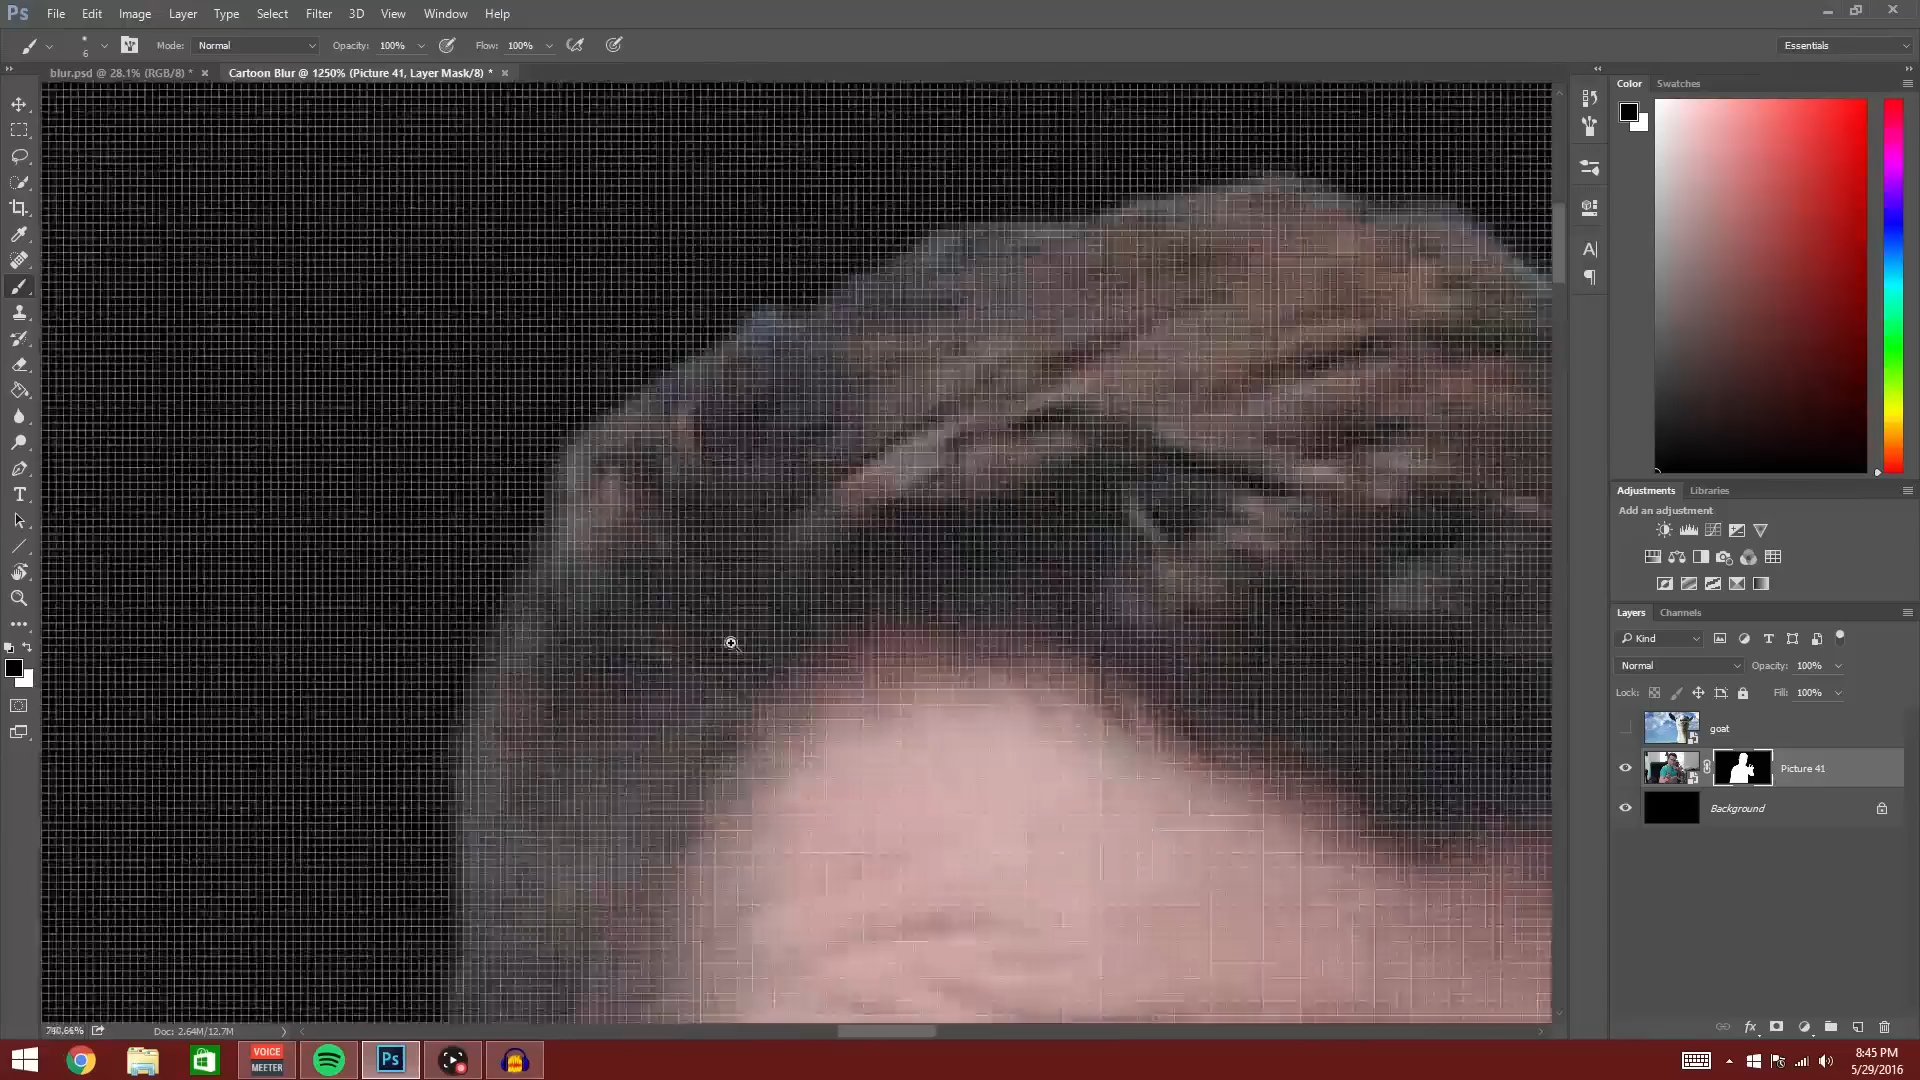 Ps File Edit Image Layer Type Select Filter 3D View Window Help
6 Mode: Normal Opacity: 100% Flow: 100% Essentials
blur.psd @ 28.1% (RGB/8) * Cartoon Blur @ 1250% (Picture 41, Layer Mask/8) *
Color Swatches
Adjustments Libraries
Add an adjustment
Layers Channels
Kind
Normal Opacity: 100%
Lock: Fill: 100%
goat
Picture 41
Background
Doc: 2.64M/12.7M
VOICE
MEETER
Ps
8:45 PM
5/29/2016